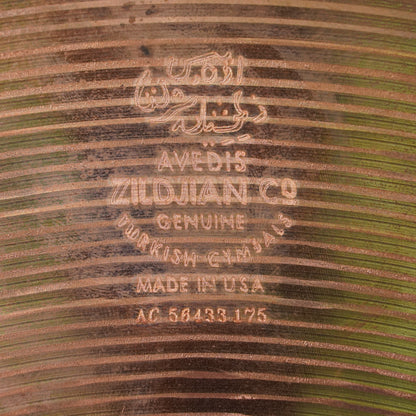 AVEDIS
ZILDJIAN CO
GENUINE
TURKISH CYMBALS
MADE IN USA
AC 56433 175